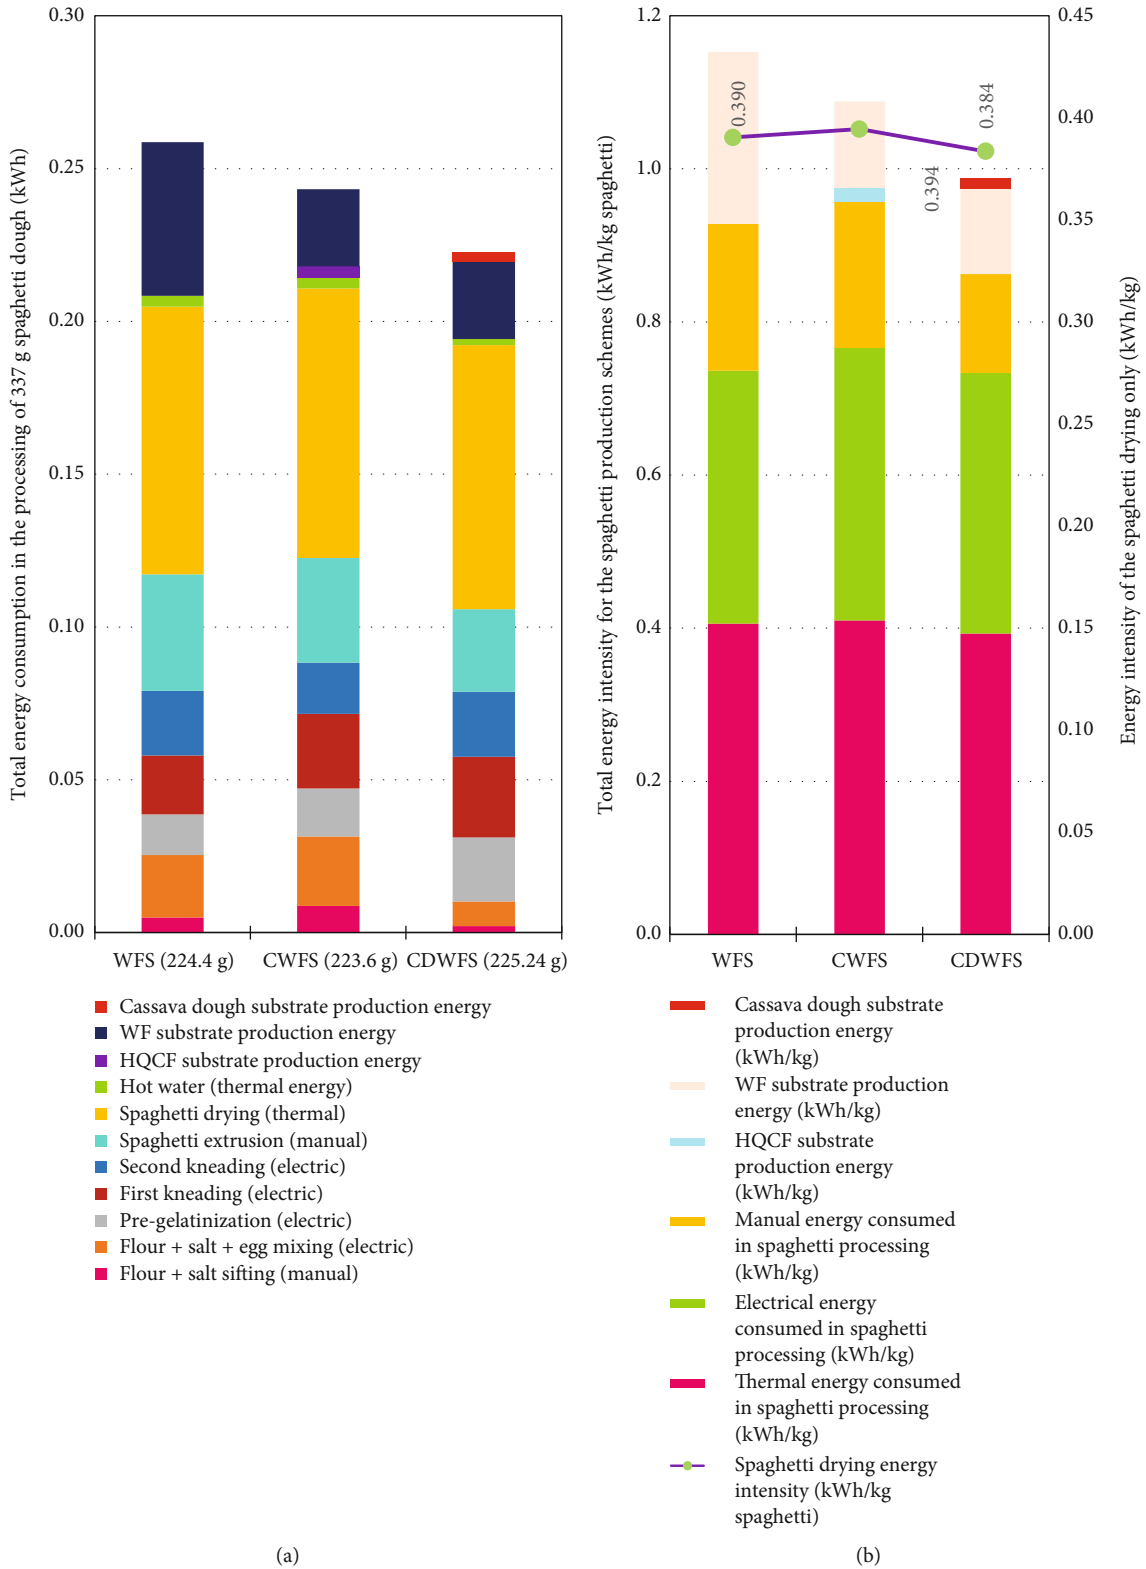 Total energy consumption in the processing of 337 g spaghetti dough (kWh)
0.30
0.25
0.20
0.15
0.10
0.05
0.00
WFS (224.4 g)
CWFS (223.6 g)
CDWFS (225.24 g)
Cassava dough substrate production energy
WF substrate production energy
HQCF substrate production energy
Hot water (thermal energy)
Spaghetti drying (thermal)
Spaghetti extrusion (manual)
Second kneading (electric)
First kneading (electric)
Pre-gelatinization (electric)
Flour + salt + egg mixing (electric)
Flour + salt sifting (manual)
(a)
Total energy intensity for the spaghetti production schemes (kWh/kg spaghetti)
1.2
1.0
0.8
0.6
0.4
0.2
0.0
0.390
0.394
0.384
0.45
0.40
0.35
0.30
0.25
0.20
0.15
0.10
0.05
0.00
Energy intensity of the spaghetti drying only (kWh/kg)
WFS
CWFS
CDWFS
Cassava dough substrate
production energy
(kWh/kg)
WF substrate production
energy (kWh/kg)
HQCF substrate
production energy
(kWh/kg)
Manual energy consumed
in spaghetti processing
(kWh/kg)
Electrical energy
consumed in spaghetti
processing (kWh/kg)
Thermal energy consumed
in spaghetti processing
(kWh/kg)
Spaghetti drying energy
intensity (kWh/kg
spaghetti)
(b)